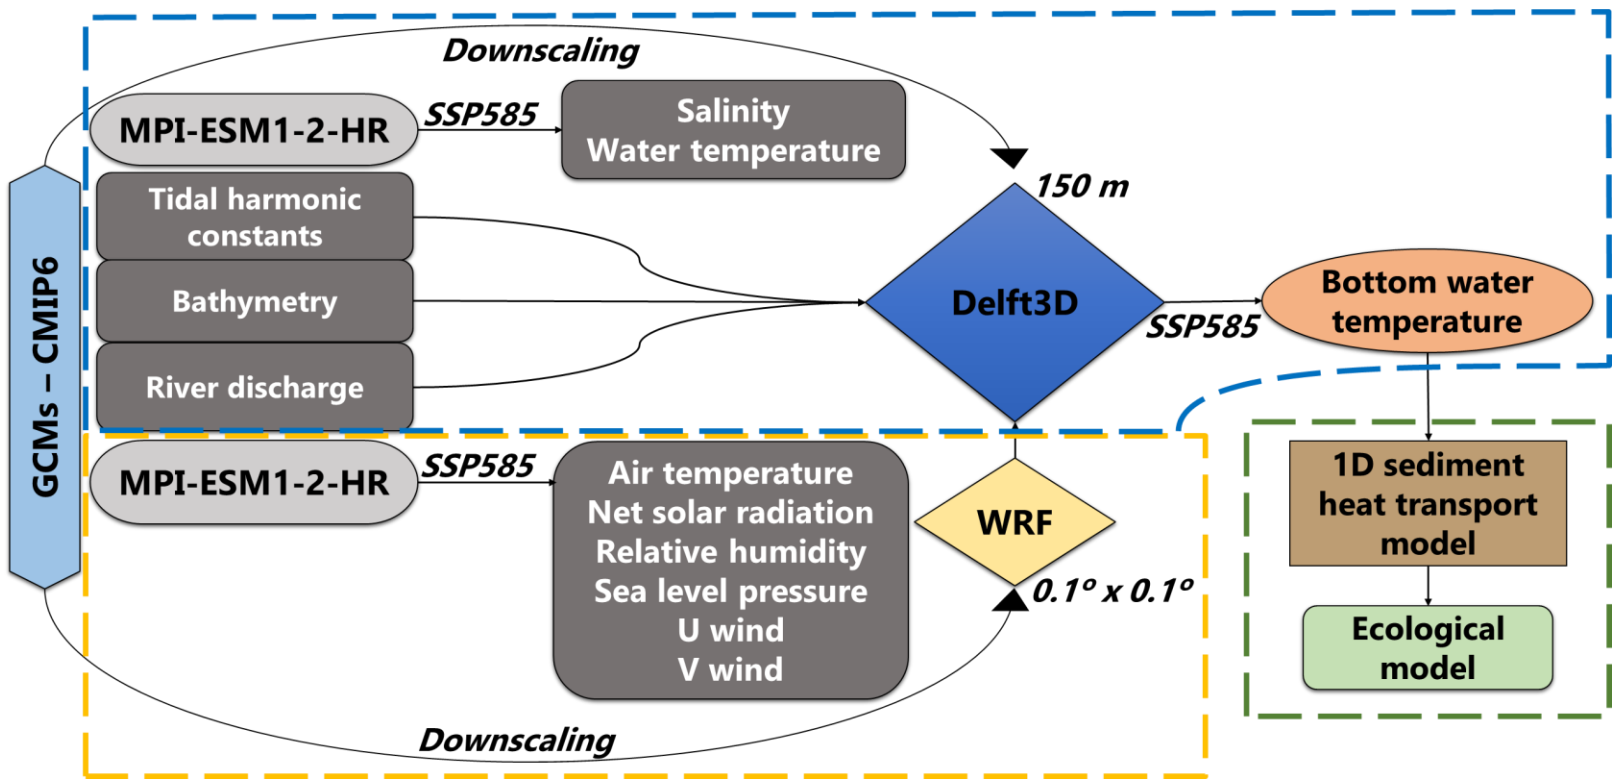 Downscaling
MPI-ESM1-2-HR
SSP585
Salinity
Water temperature
150 m
Tidal harmonic
constants
Bathymetry
River discharge
GCMs – CMIP6
Delft3D
SSP585
Bottom water
temperature
MPI-ESM1-2-HR
SSP585
Air temperature
Net solar radiation
Relative humidity
Sea level pressure
U wind
V wind
WRF
0.1º x 0.1º
Downscaling
1D sediment
heat transport
model
Ecological
model